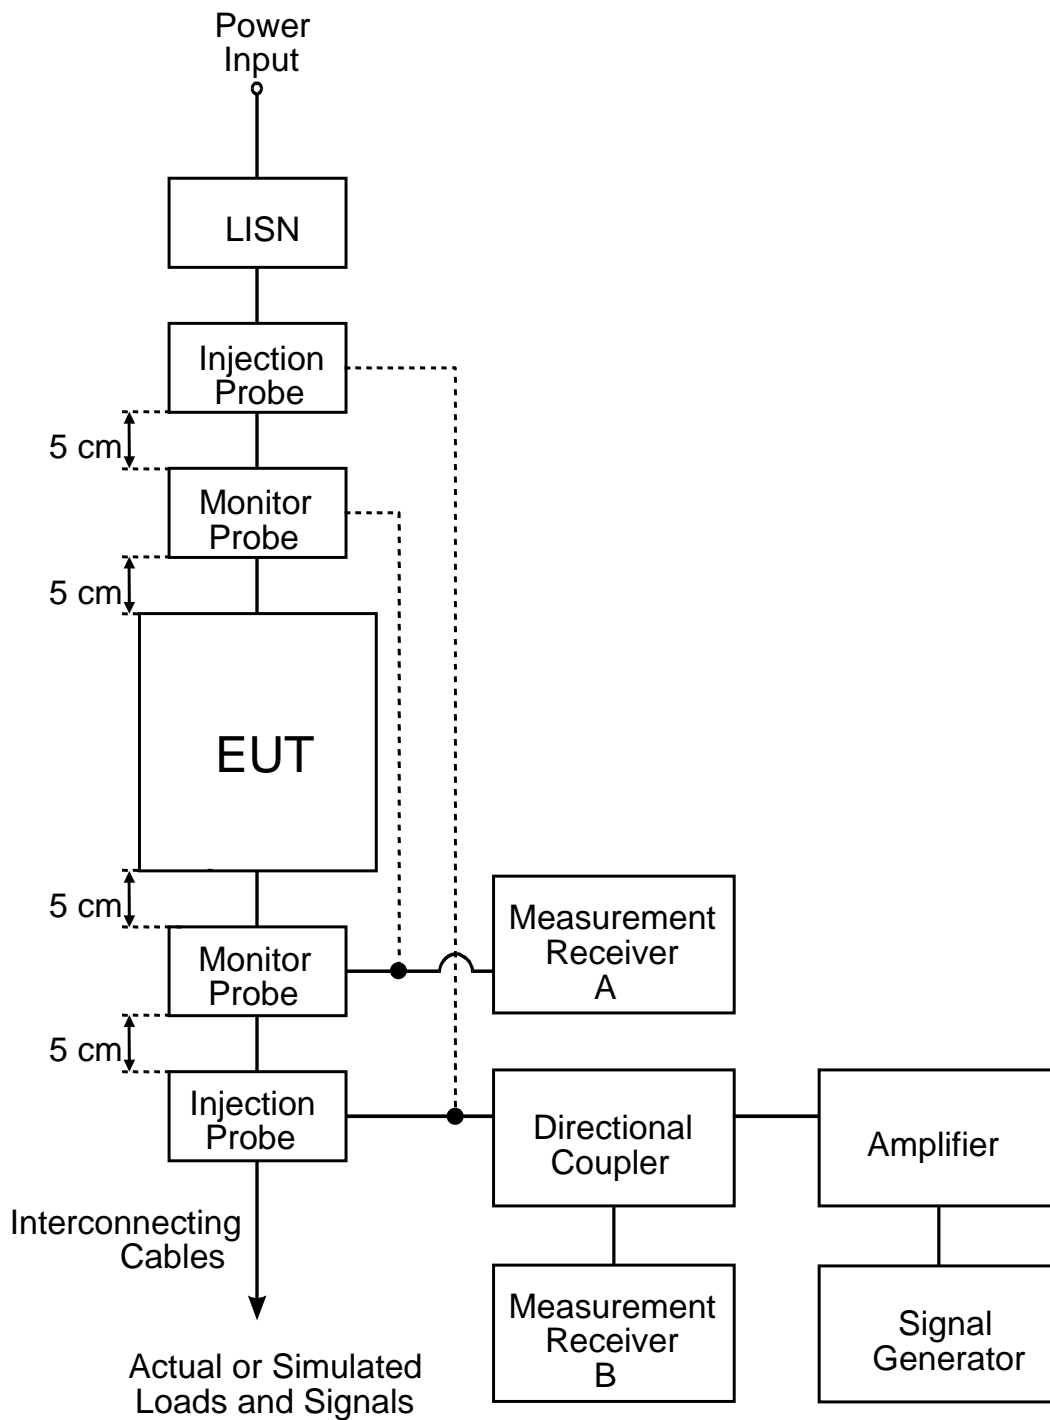 Power
Input
LISN
Injection
Probe
5 cm
Monitor
Probe
5 cm
EUT
5 cm
Monitor
Probe
Measurement
Receiver
A
5 cm
Injection
Probe
Directional
Coupler
Amplifier
Interconnecting
Cables
Measurement
Receiver
B
Signal
Generator
Actual or Simulated
Loads and Signals